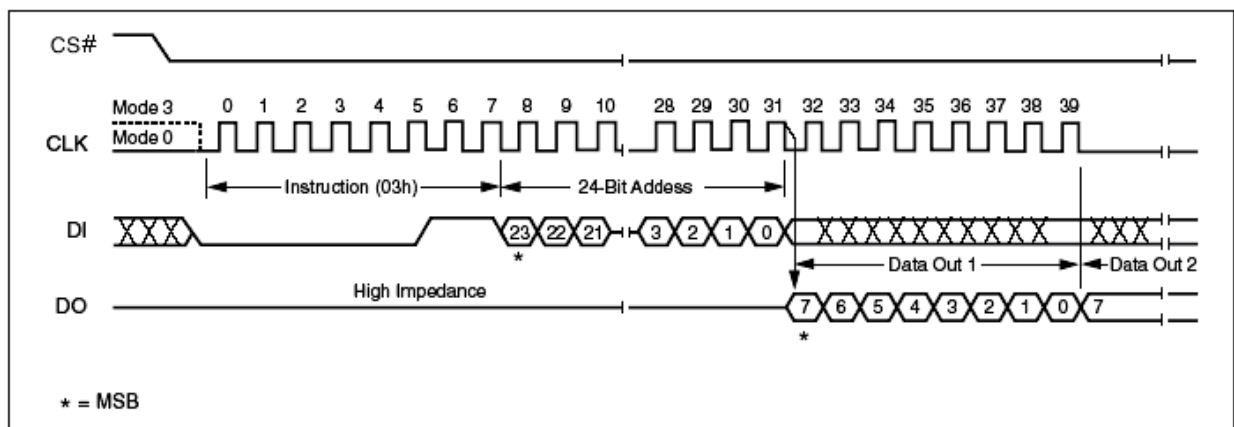 CS#
Mode 3 0 1 2 3 4 5 6 7 8 9 10 28 29 30 31 32 33 34 35 36 37 38 39
Mode 0
CLK
Instruction (03h) 24-Bit Addess
DI 23 22 21 3 2 1 0
*
Data Out 1 Data Out 2
High Impedance
DO 7 6 5 4 3 2 1 0 7
*
* = MSB